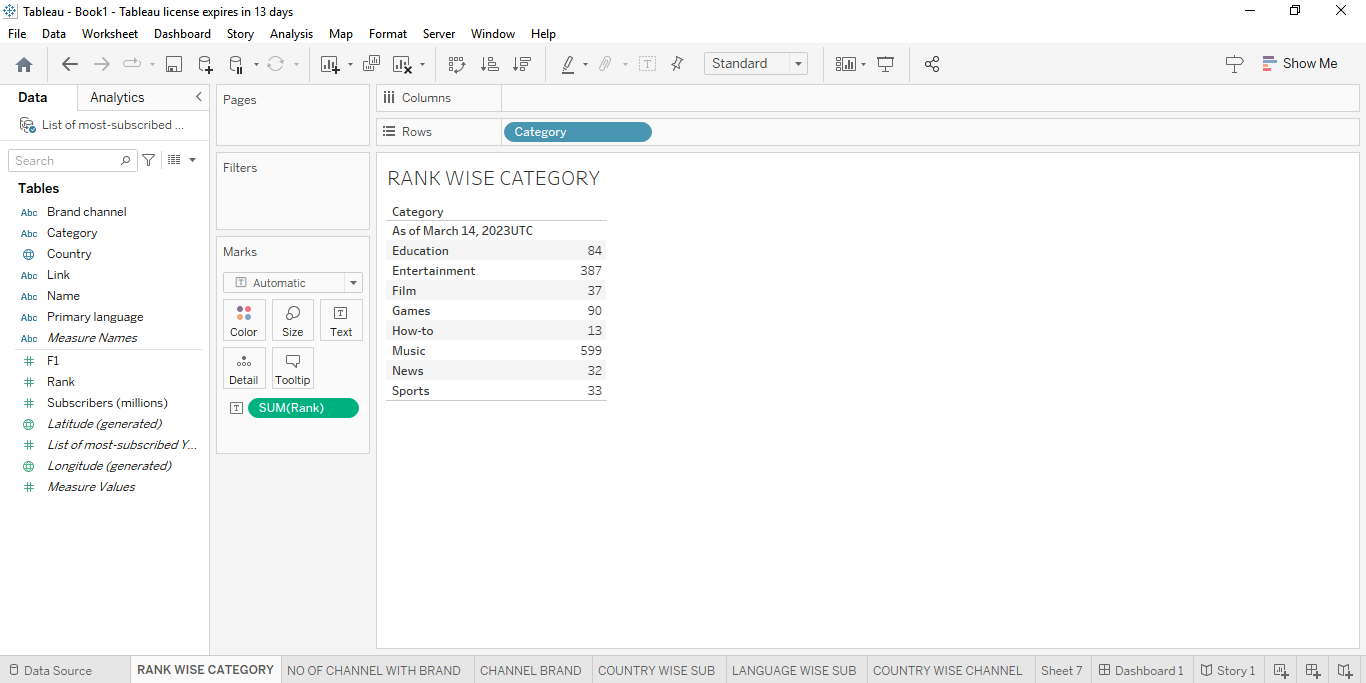 Tableau - Book1 - Tableau license expires in 13 days
File Data Worksheet Dashboard Story Analysis Map Format Server Window Help
Standard
Show Me
Data Analytics
List of most-subscribed ...
Search
Tables
Abc Brand channel
Abc Category
Country
Abc Link
Abc Name
Abc Primary language
Abc Measure Names
F1
Rank
Subscribers (millions)
Latitude (generated)
List of most-subscribed Y...
Longitude (generated)
Measure Values
Pages
Filters
Marks
Automatic
Color Size Text
Detail Tooltip
SUM(Rank)
Columns
Rows Category
RANK WISE CATEGORY
Category
As of March 14, 2023UTC
Education 84
Entertainment 387
Film 37
Games 90
How-to 13
Music 599
News 32
Sports 33
Data Source RANK WISE CATEGORY NO OF CHANNEL WITH BRAND CHANNEL BRAND COUNTRY WISE SUB LANGUAGE WISE SUB COUNTRY WISE CHANNEL Sheet 7 Dashboard 1 Story 1